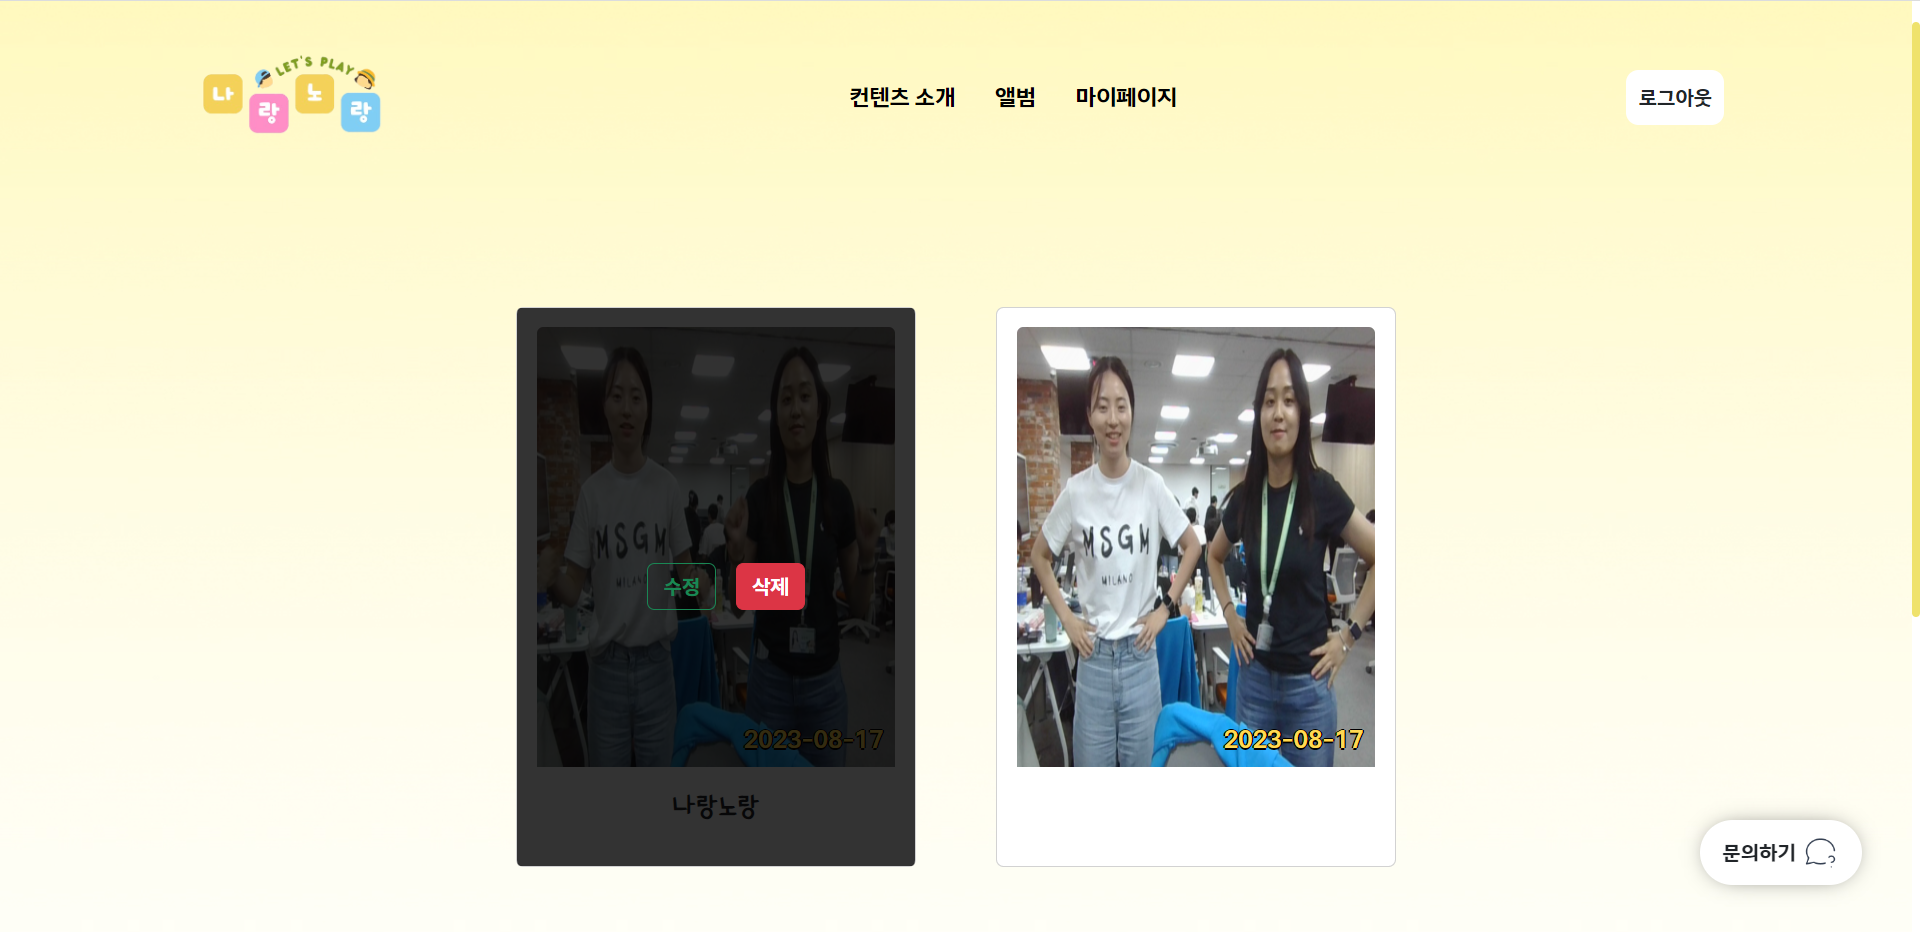 LET'S PLAY
나랑노랑
컨텐츠 소개
앨범
마이페이지
로그아웃
MSGM
MILANO
수정
삭제
2023-08-17
나랑노랑
MSGM
MILANO
2023-08-17
문의하기